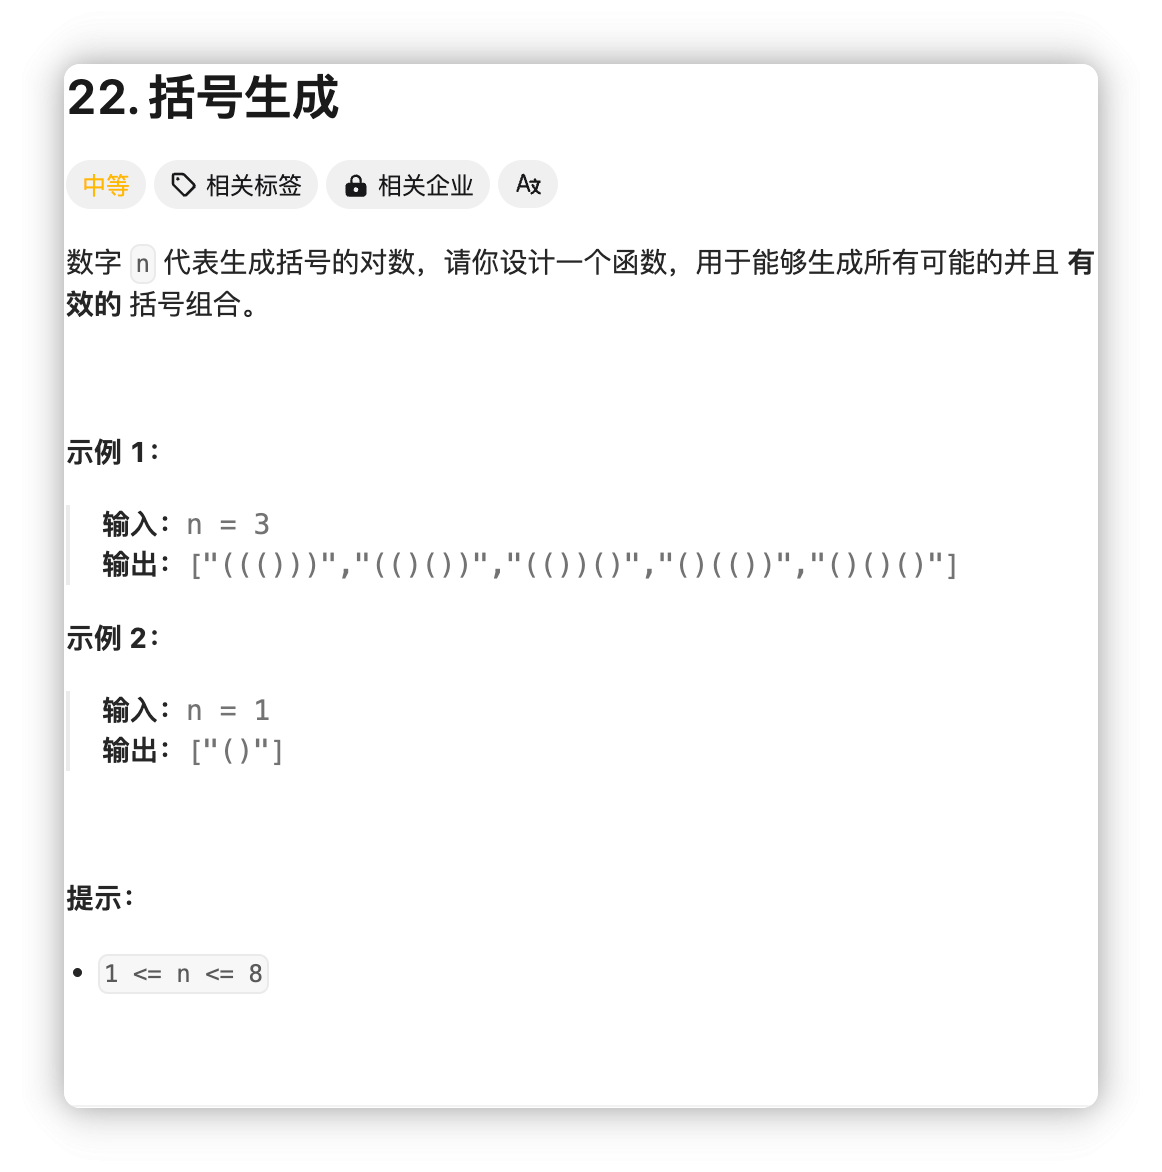 22. 括号生成
中等 相关标签 相关企业 A文
数字 n 代表生成括号的对数，请你设计一个函数，用于能够生成所有可能的并且 有
效的 括号组合。
示例 1：
输入：n = 3
输出：["((()))","(()())","(())()","()(())","()()()"]
示例 2：
输入：n = 1
输出：["()"]
提示：
1 <= n <= 8